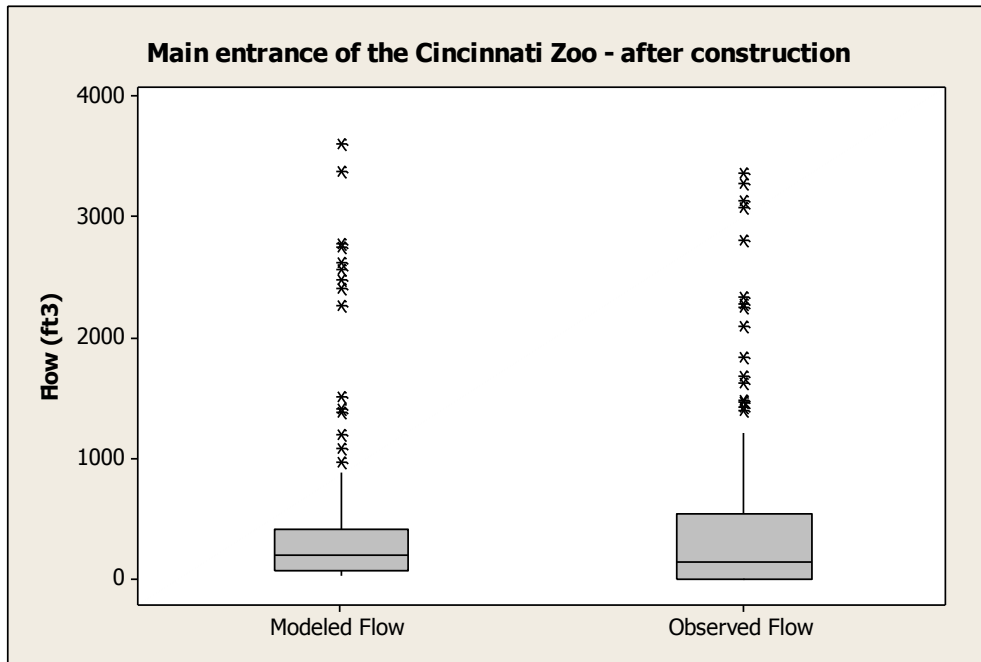 Main entrance of the Cincinnati Zoo - after construction
4000
3000
2000
1000
0
Flow (ft3)
Modeled Flow
Observed Flow